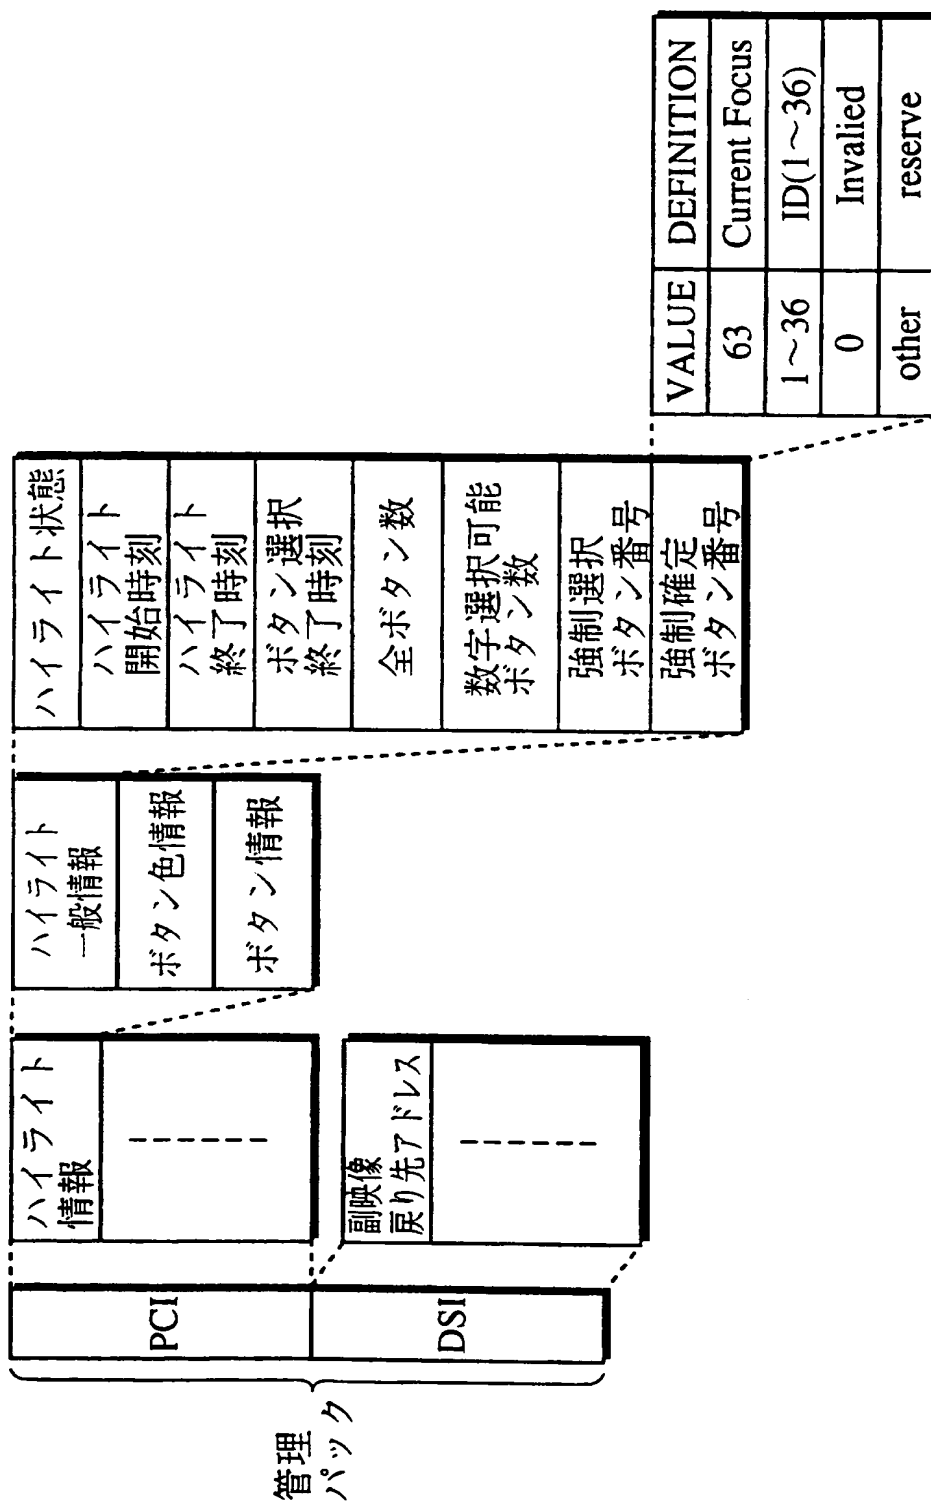 管理
パック
PCI
DSI
ハイライト
情報
副映像
戻り先アドレス
ハイライト
一般情報
ボタン色情報
ボタン情報
ハイライト状態
ハイライト
開始時刻
ハイライト
終了時刻
ボタン選択
終了時刻
全ボタン数
数字選択可能
ボタン数
強制選択
ボタン番号
強制確定
ボタン番号
VALUE DEFINITION
63 Current Focus
1～36 ID(1～36)
0 Invalied
other reserve